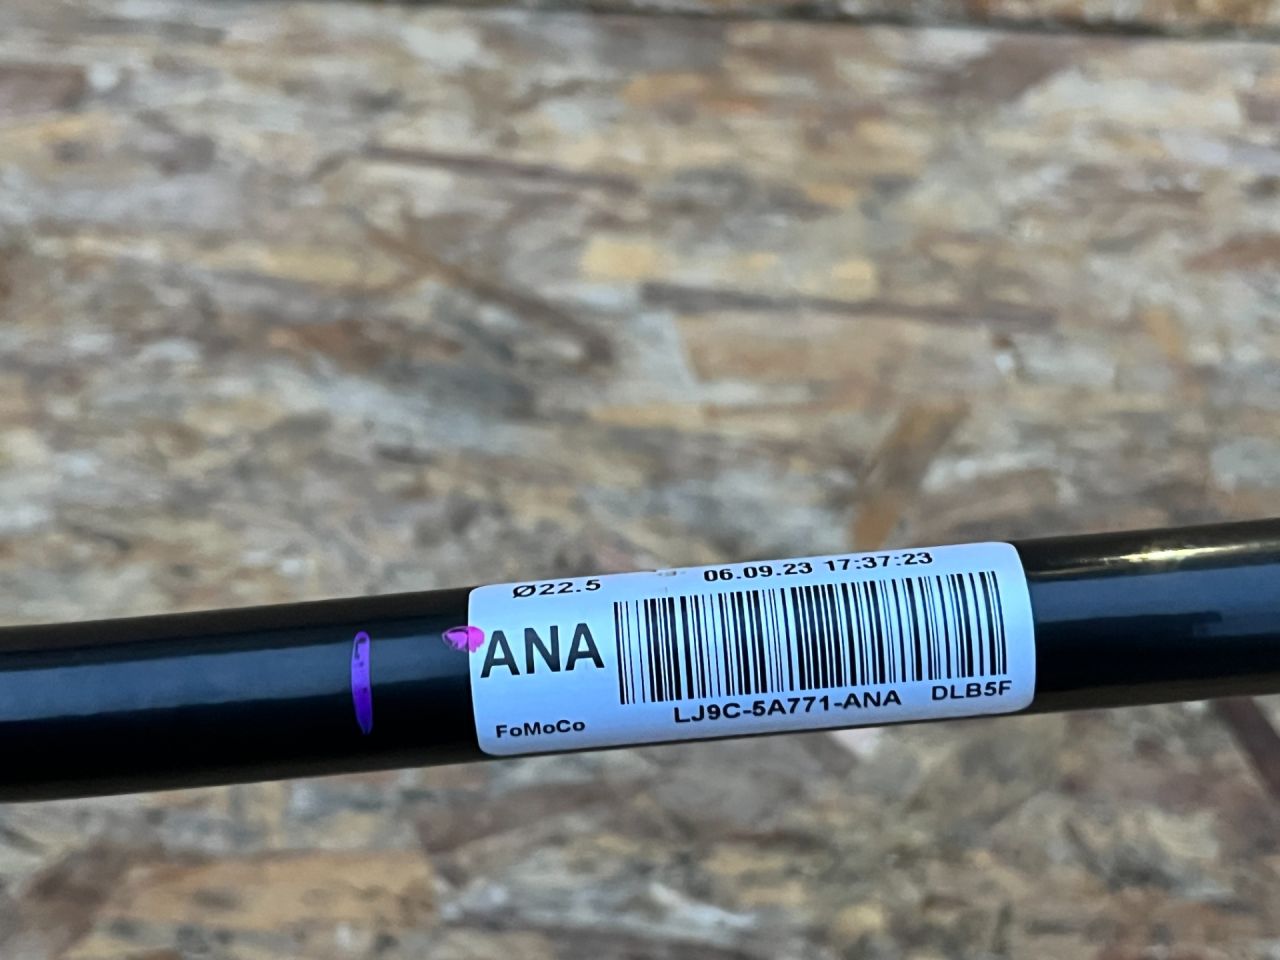 Ø22.5 06.09.23 17:37:23
ANA
LJ9C-5A771-ANA DLB5F
FoMoCo